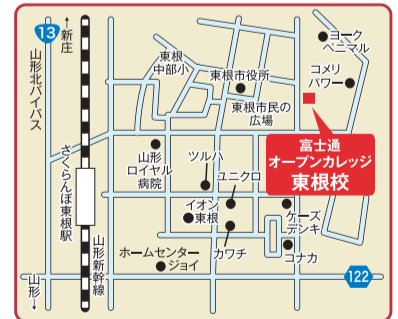 13
↑新庄
山形北バイパス
東根
中部小
ヨーク
ベニマル
コメリ
パワー
東根市役所
東根市民の
広場
富士通
オープンカレッジ
東根校
さくらんぼ東根駅
山形
ロイヤル
病院
ツルハ
ユニクロ
イオン
東根
ケーズ
デンキ
カワチ
コナカ
山形新幹線
ホームセンター
ジョイ
122
山形↓